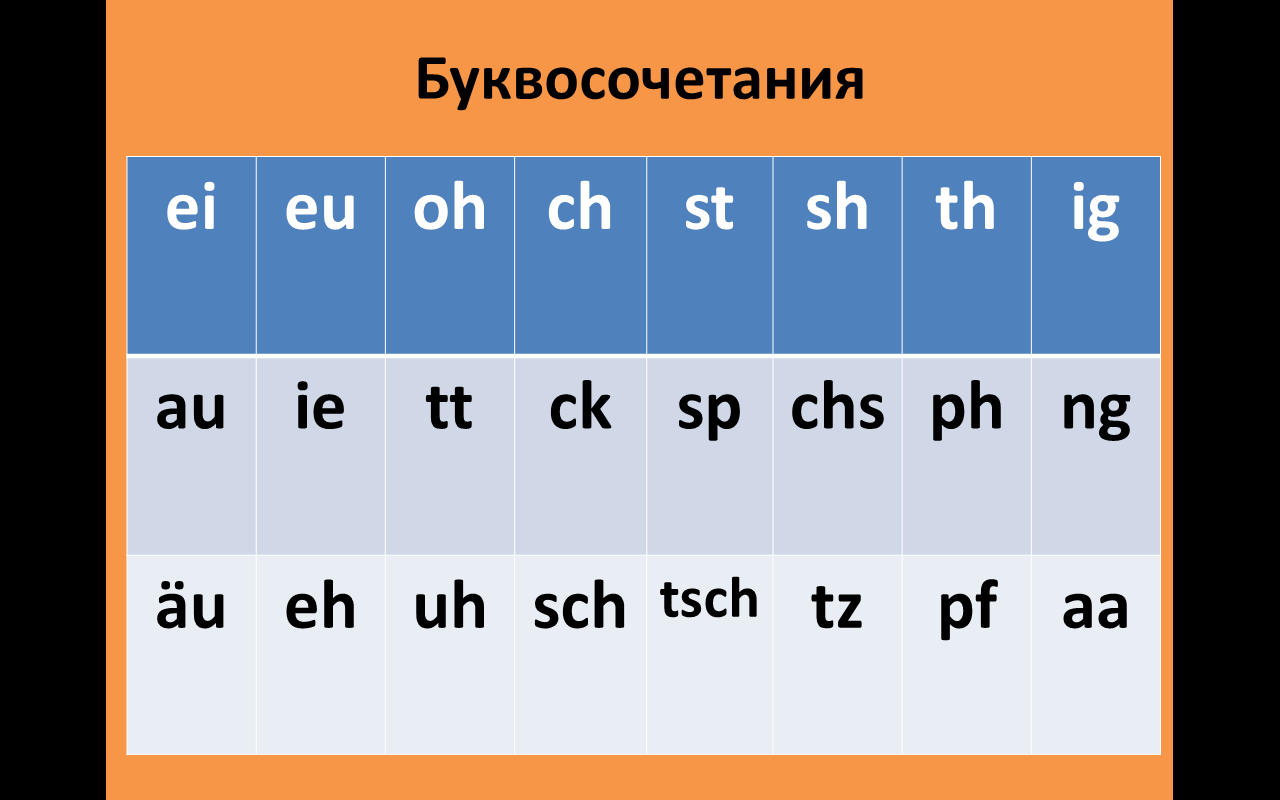 Буквосочетания
ei eu oh ch st sh th ig
au ie tt ck sp chs ph ng
äu eh uh sch tsch tz pf aa